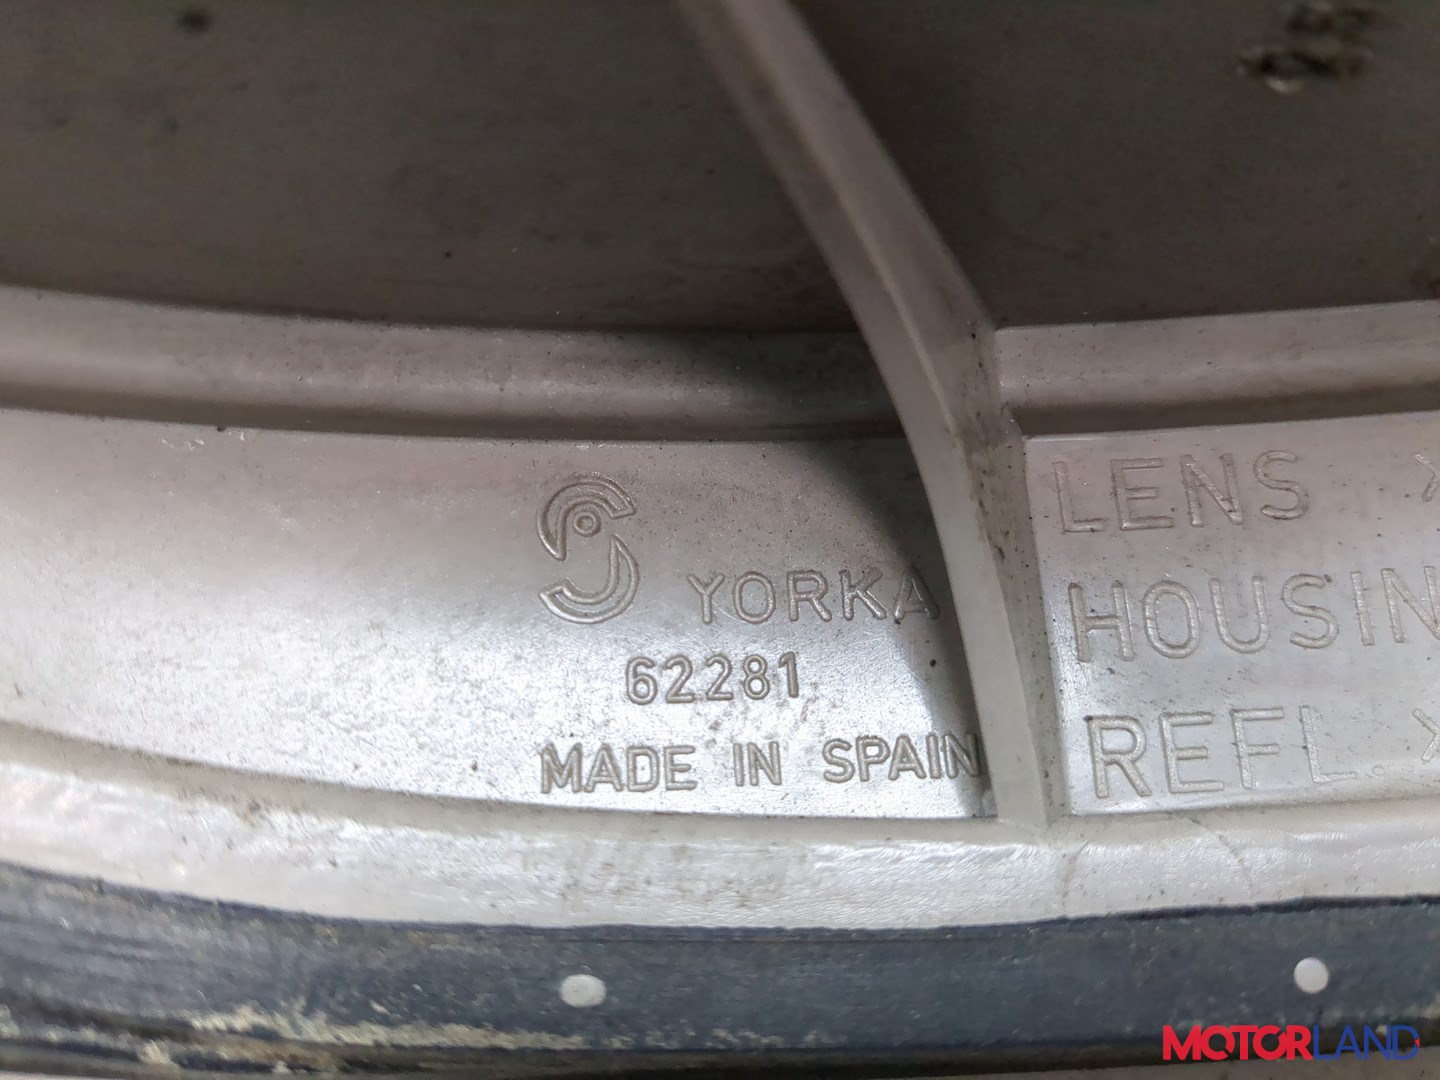 YORKA
62281
MADE IN SPAIN
LENS
HOUSIN
REFL.
MOTORLAND